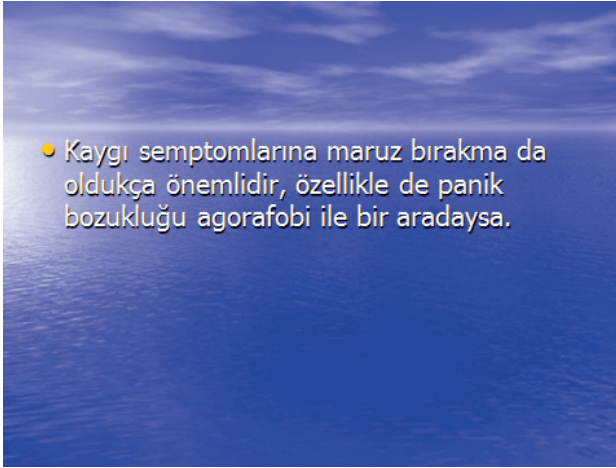 • Kaygı semptomlarına maruz bırakma da
oldukça önemlidir, özellikle de panik
bozukluğu agorafobi ile bir aradaysa.